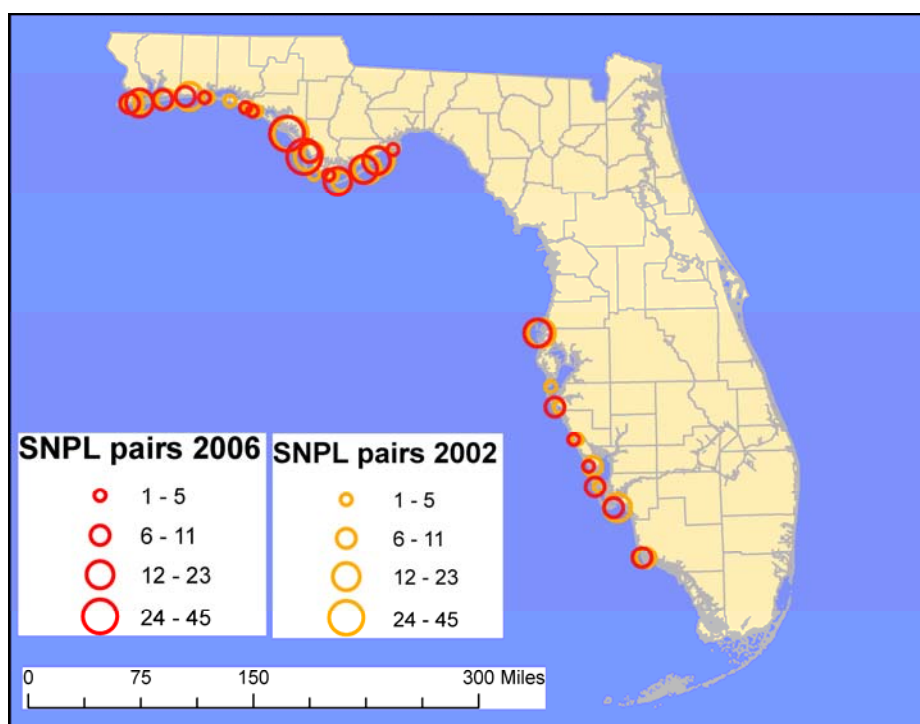 SNPL pairs 2006
1 - 5
6 - 11
12 - 23
24 - 45
SNPL pairs 2002
1 - 5
6 - 11
12 - 23
24 - 45
0 75 150 300 Miles